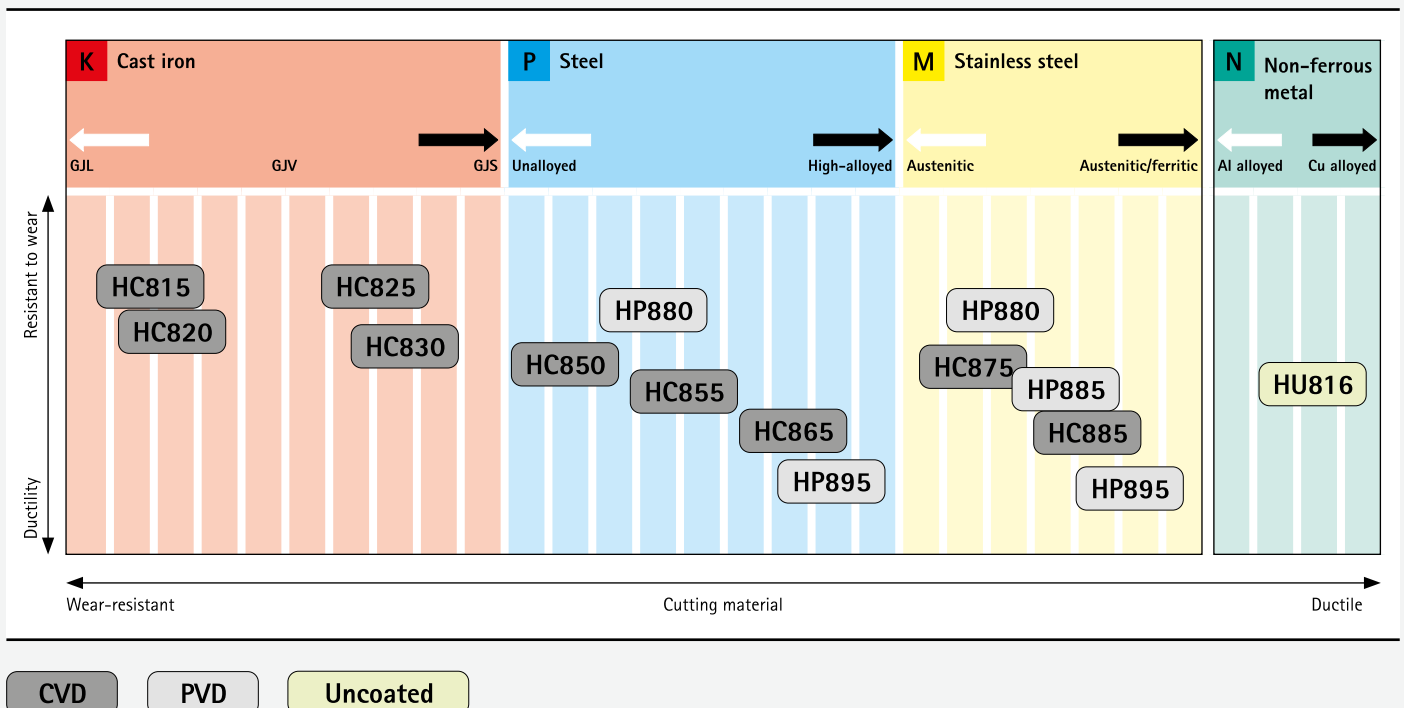 K Cast iron
P Steel
M Stainless steel
N Non-ferrous
metal
GJL GJV GJS
Unalloyed High-alloyed
Austenitic Austenitic/ferritic
Al alloyed Cu alloyed
Resistant to wear
Ductility
HC815
HC820
HC825
HC830
HP880
HC850
HC855
HC865
HP895
HP880
HC875
HP885
HC885
HP895
HU816
Wear-resistant Cutting material Ductile
CVD PVD Uncoated